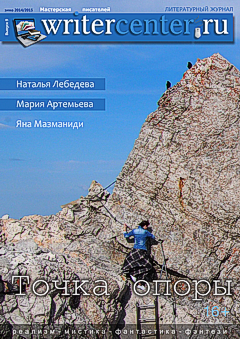 зима 2014/2015
Мастерская писателей
ЛИТЕРАТУРНЫЙ ЖУРНАЛ
writercenter.ru
Наталья Лебедева
Мария Артемьева
Яна Мазманиди
Точка опоры
реализм - мистика - фантастика - фэнтези